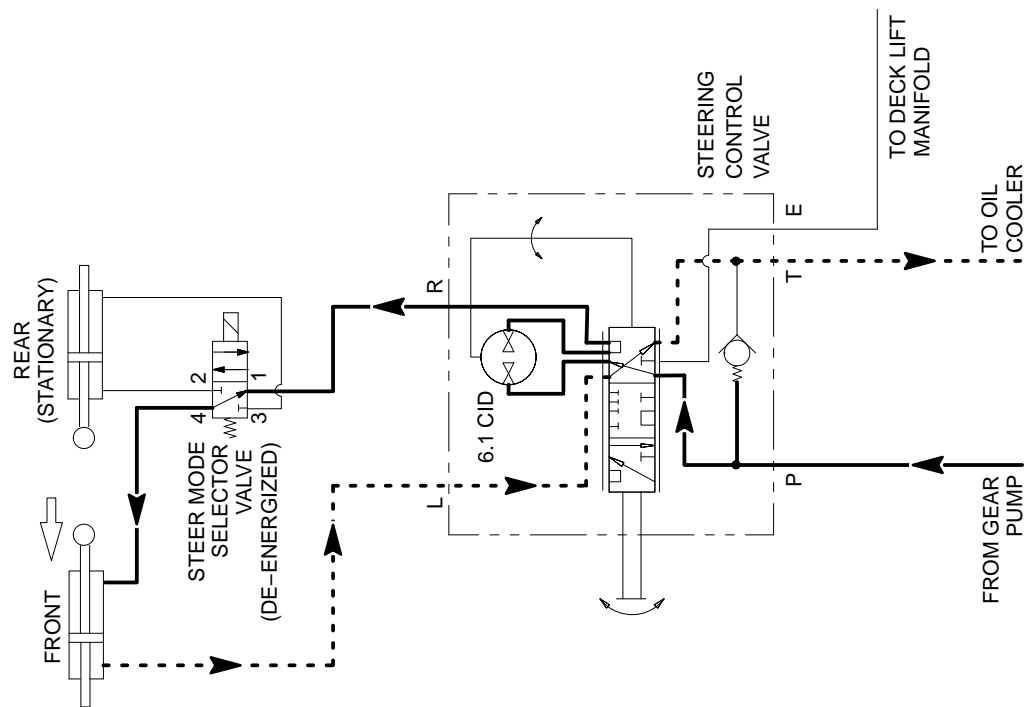 REAR
(STATIONARY)
FRONT
STEER MODE
SELECTOR
VALVE
(DE-ENERGIZED)
4
2
3
1
L
R
6.1 CID
STEERING
CONTROL
VALVE
P
T
E
FROM GEAR
PUMP
TO OIL
COOLER
TO DECK LIFT
MANIFOLD